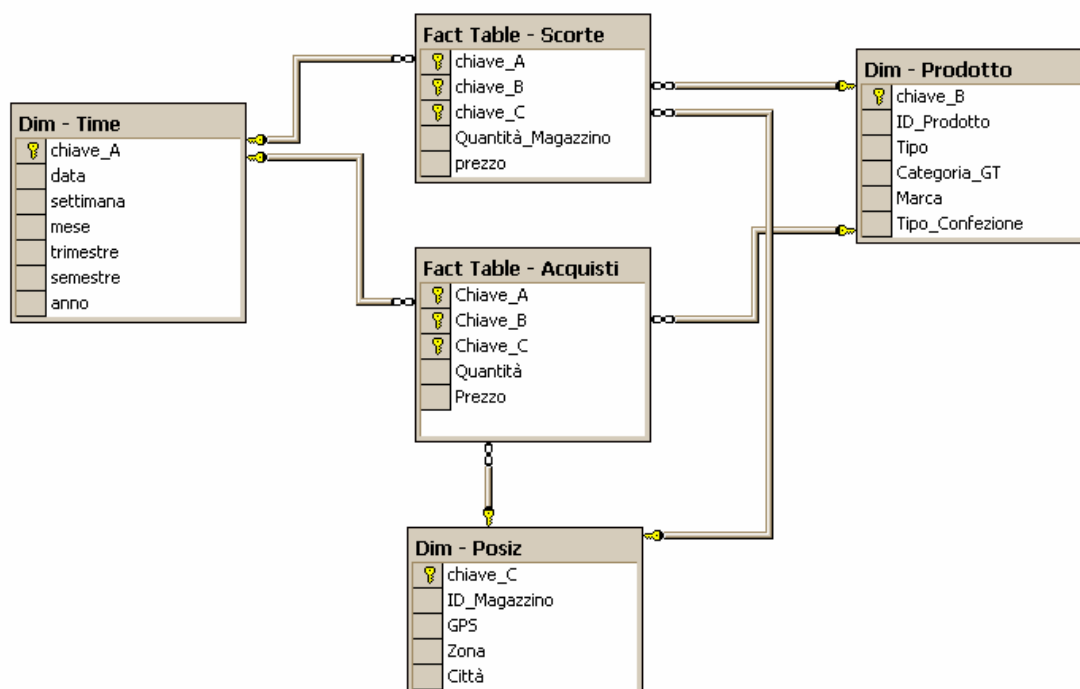 Fact Table - Scorte
chiave_A
chiave_B
chiave_C
Quantità_Magazzino
prezzo
Dim - Prodotto
chiave_B
ID_Prodotto
Tipo
Categoria_GT
Marca
Tipo_Confezione
Dim - Time
chiave_A
data
settimana
mese
trimestre
semestre
anno
Fact Table - Acquisti
Chiave_A
Chiave_B
Chiave_C
Quantità
Prezzo
Dim - Posiz
chiave_C
ID_Magazzino
GPS
Zona
Città